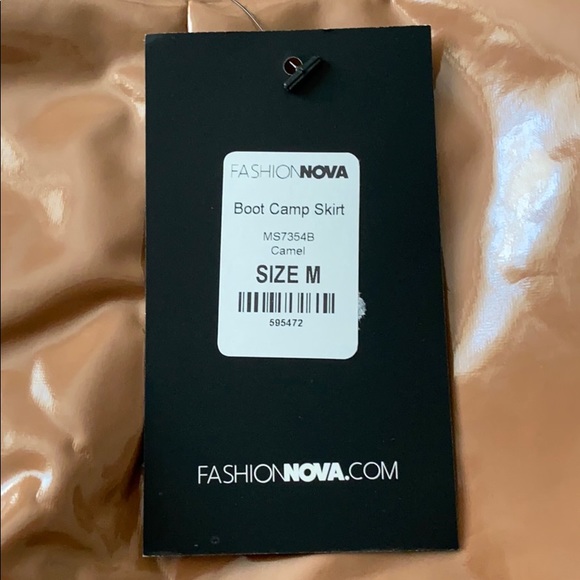 FASHIONNOVA
Boot Camp Skirt
MS7354B
Camel
SIZE M
595472
FASHIONNOVA.COM